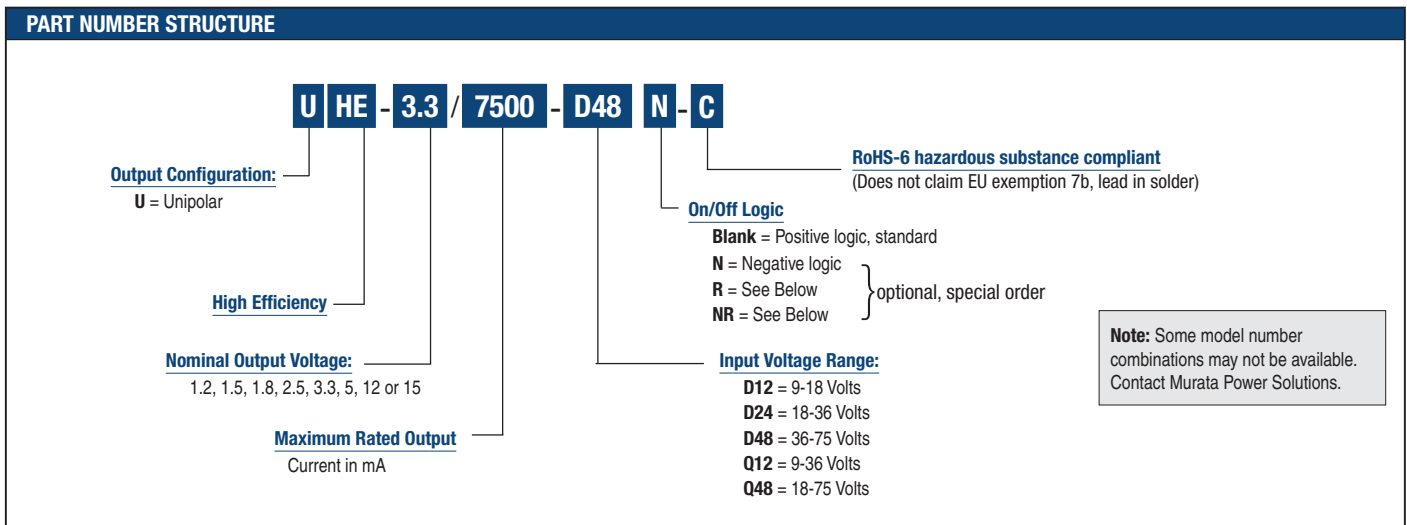 PART NUMBER STRUCTURE
U HE - 3.3 / 7500 - D48 N - C
RoHS-6 hazardous substance compliant
(Does not claim EU exemption 7b, lead in solder)
Output Configuration:
U = Unipolar
On/Off Logic
Blank = Positive logic, standard
N = Negative logic
R = See Below
NR = See Below
optional, special order
High Efficiency
Nominal Output Voltage:
1.2, 1.5, 1.8, 2.5, 3.3, 5, 12 or 15
Input Voltage Range:
D12 = 9-18 Volts
D24 = 18-36 Volts
D48 = 36-75 Volts
Q12 = 9-36 Volts
Q48 = 18-75 Volts
Note: Some model number
combinations may not be available.
Contact Murata Power Solutions.
Maximum Rated Output
Current in mA